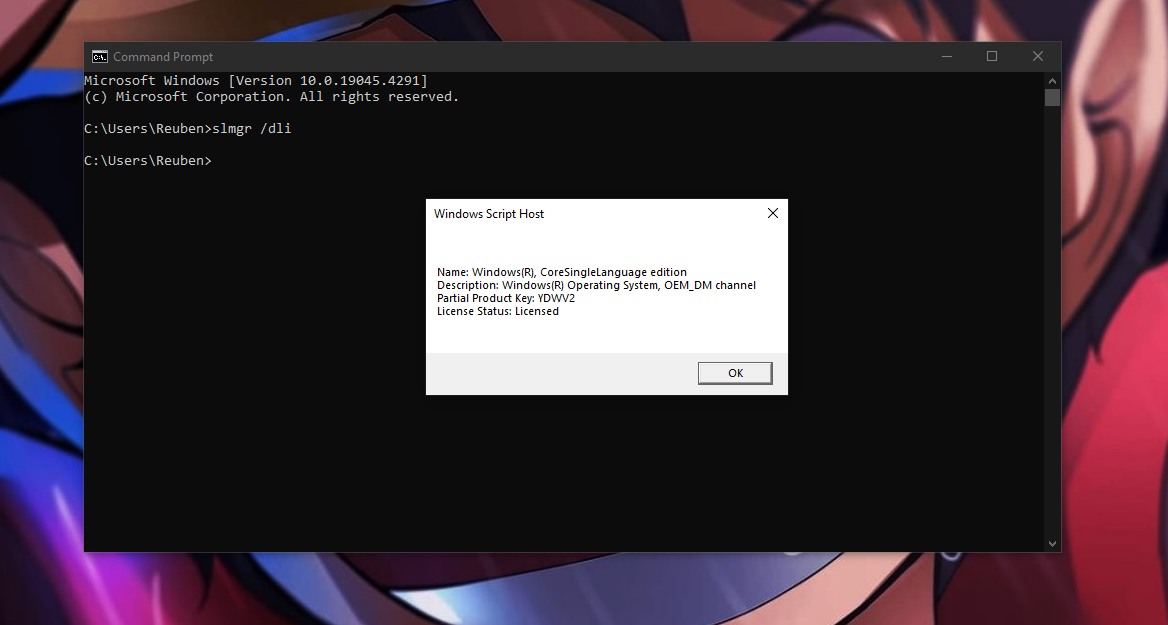 Command Prompt
Microsoft Windows [Version 10.0.19045.4291]
(c) Microsoft Corporation. All rights reserved.
C:\Users\Reuben>slmgr /dli
C:\Users\Reuben>
Windows Script Host
Name: Windows(R), CoreSingleLanguage edition
Description: Windows(R) Operating System, OEM_DM channel
Partial Product Key: YDWV2
License Status: Licensed
OK